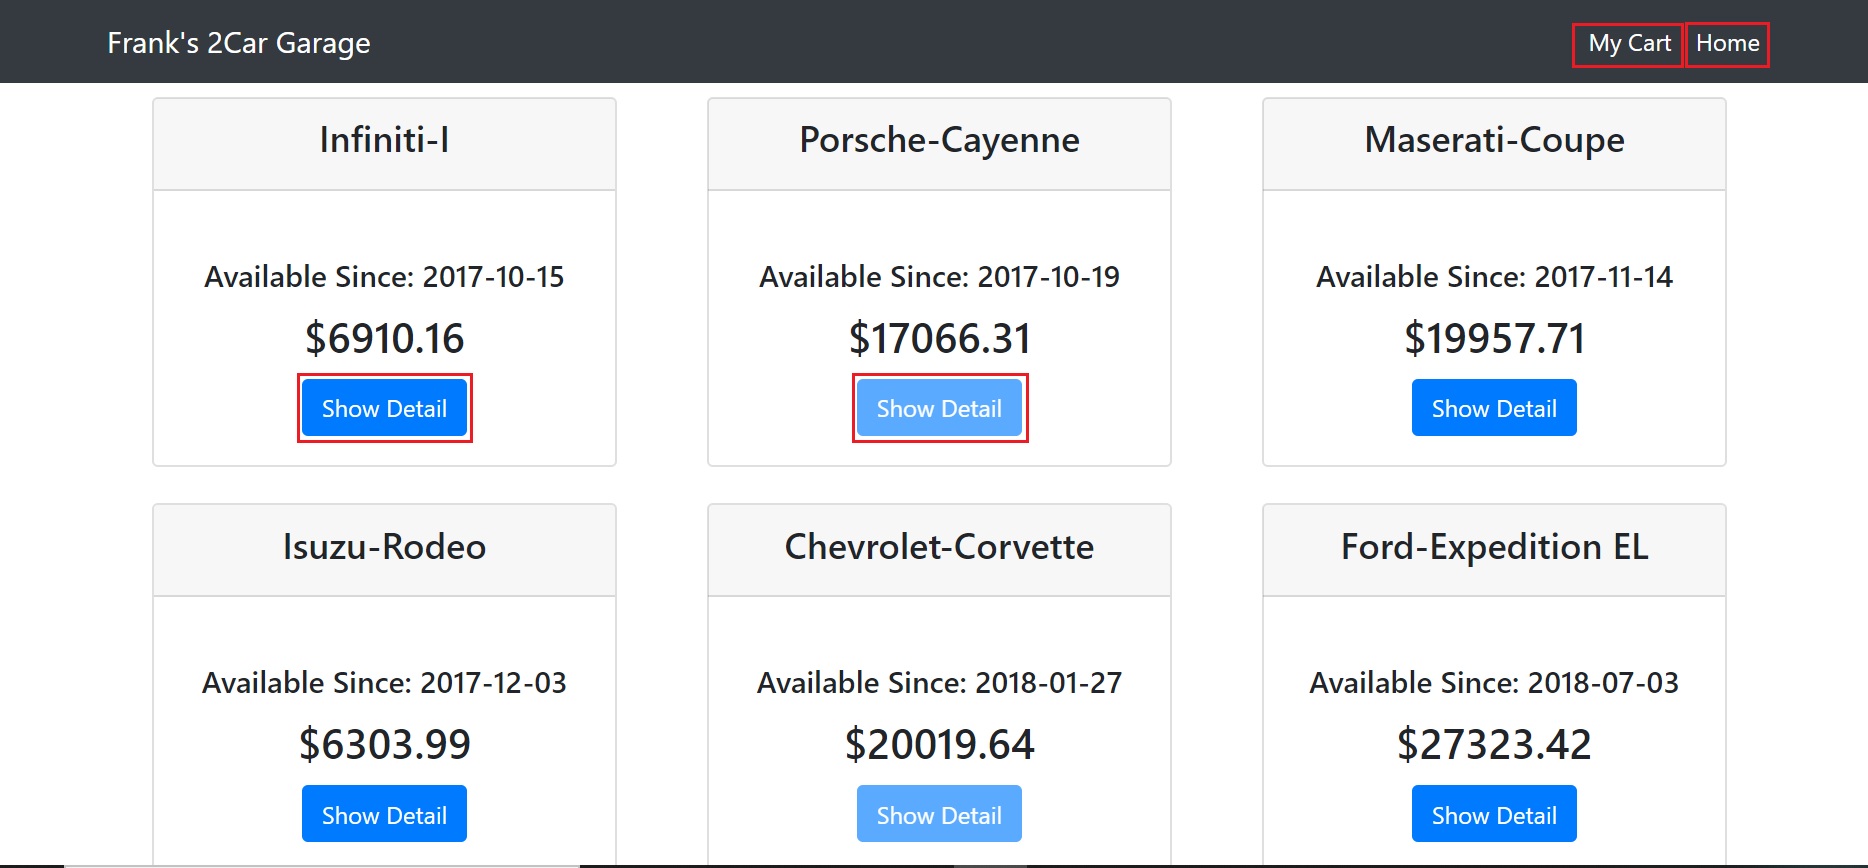 Frank's 2Car Garage
My Cart Home
Infiniti-I
Available Since: 2017-10-15
$6910.16
Show Detail
Porsche-Cayenne
Available Since: 2017-10-19
$17066.31
Show Detail
Maserati-Coupe
Available Since: 2017-11-14
$19957.71
Show Detail
Isuzu-Rodeo
Available Since: 2017-12-03
$6303.99
Show Detail
Chevrolet-Corvette
Available Since: 2018-01-27
$20019.64
Show Detail
Ford-Expedition EL
Available Since: 2018-07-03
$27323.42
Show Detail